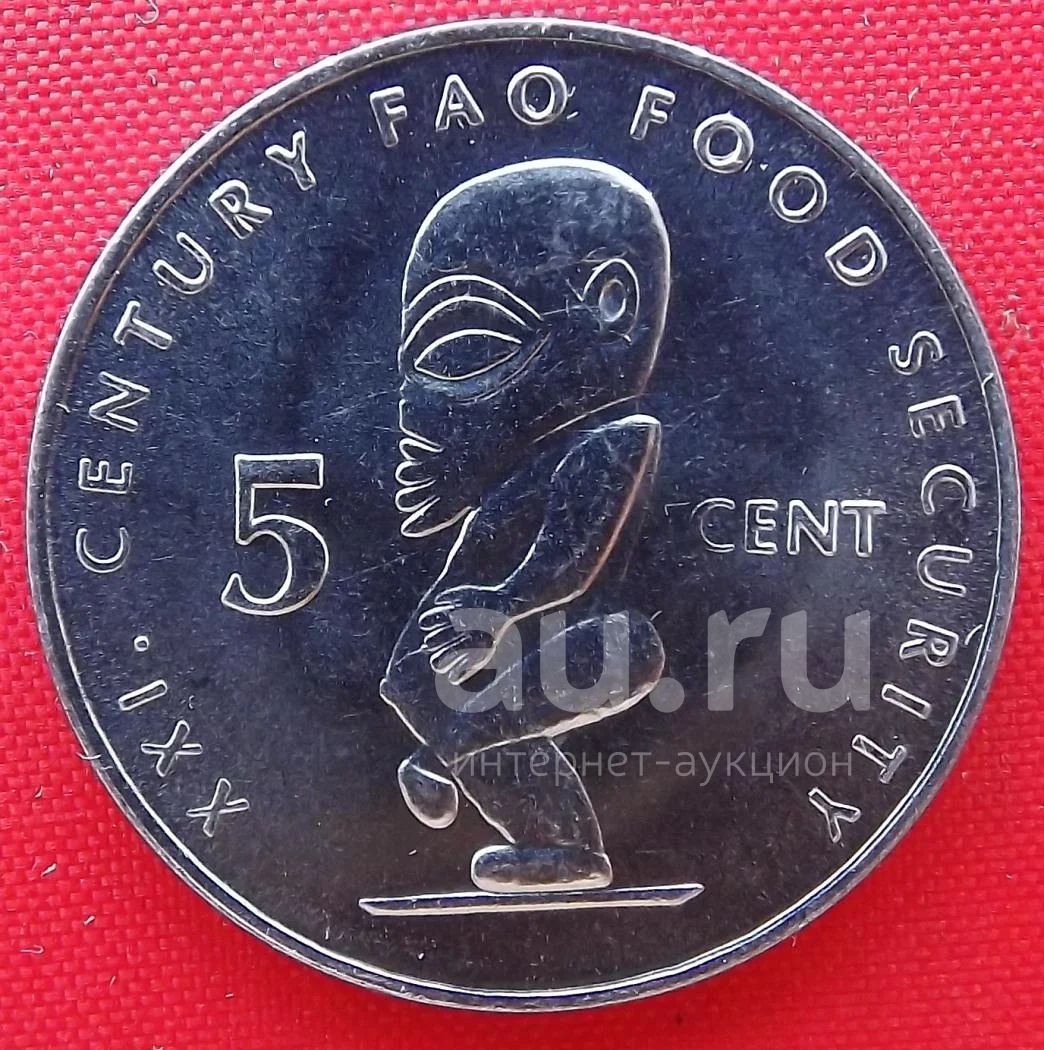 XXI. CENTURY FAO FOOD SECURITY
5 CENT
au.ru
интернет-аукцион